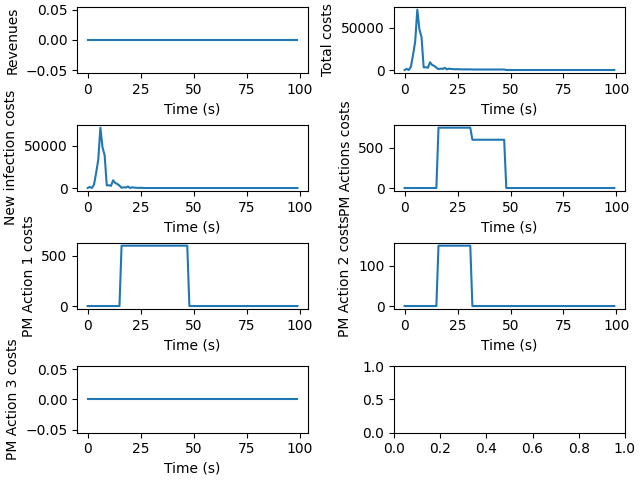 Revenues
0.05
0.00
−0.05
0 25 50 75 100
Time (s)
Total costs
50000
0
0 25 50 75 100
Time (s)
New infection costs
50000
0
0 25 50 75 100
Time (s)
PM Actions costs
500
0
0 25 50 75 100
Time (s)
PM Action 1 costs
500
0
0 25 50 75 100
Time (s)
PM Action 2 costs
100
0
0 25 50 75 100
Time (s)
PM Action 3 costs
0.05
0.00
−0.05
0 25 50 75 100
Time (s)
1.0
0.5
0.0
0.0 0.2 0.4 0.6 0.8 1.0